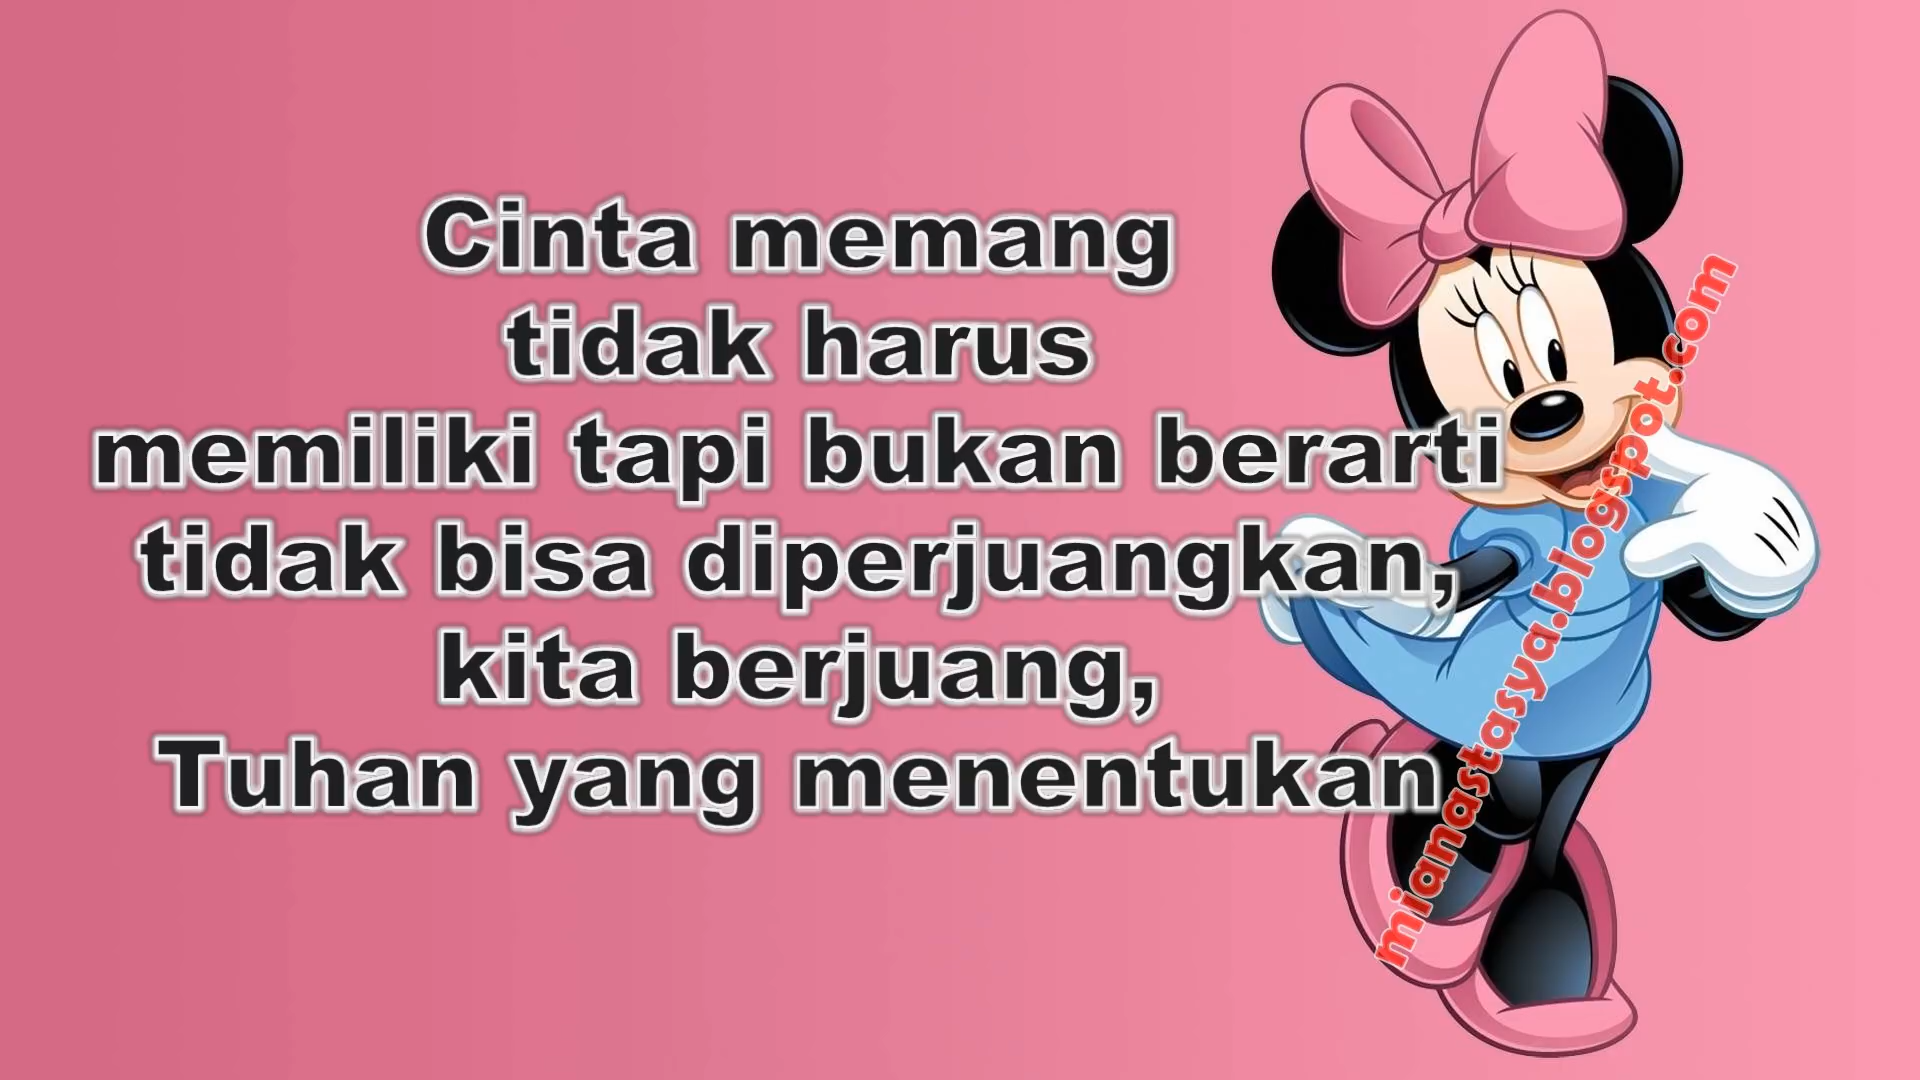 Cinta memang
tidak harus
memiliki tapi bukan berarti
tidak bisa diperjuangkan,
kita berjuang,
Tuhan yang menentukan
mianastasya.blogspot.com